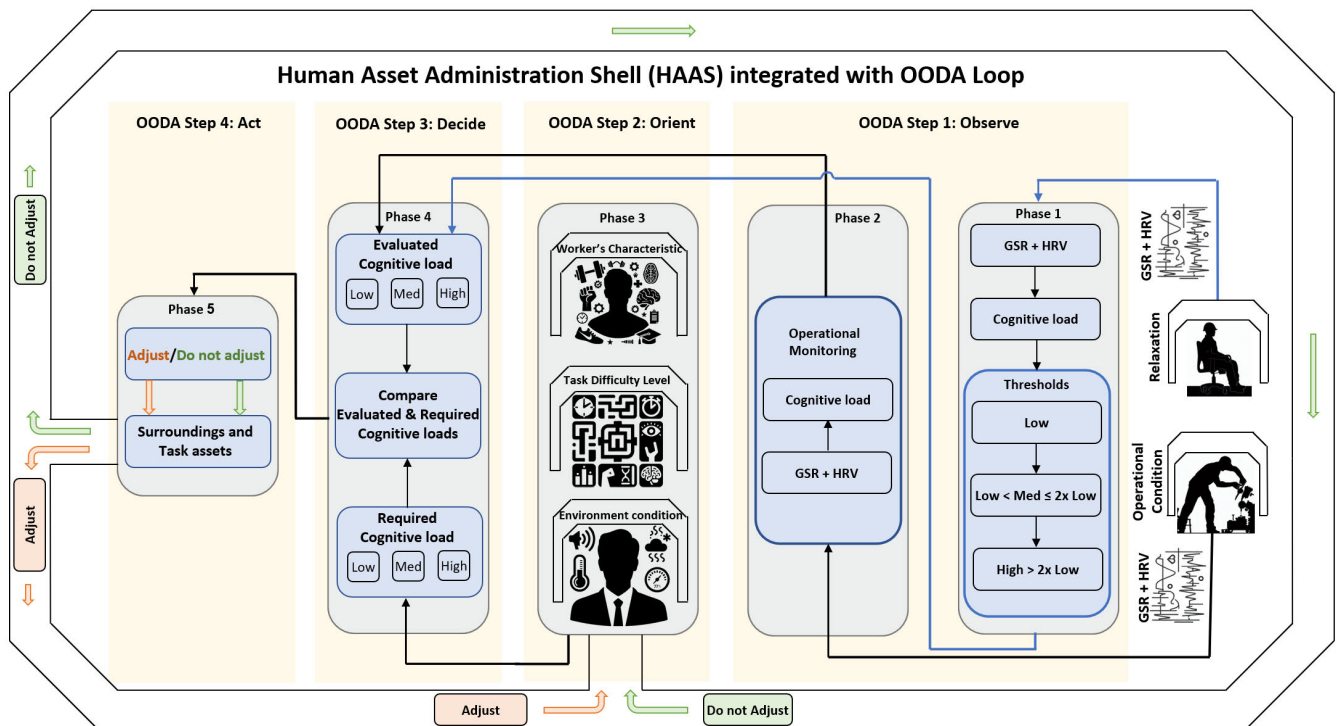 Human Asset Administration Shell (HAAS) integrated with OODA Loop
OODA Step 4: Act
OODA Step 3: Decide
OODA Step 2: Orient
OODA Step 1: Observe
Do not Adjust
Phase 5
Adjust/Do not adjust
Surroundings and
Task assets
Adjust
Phase 4
Evaluated
Cognitive load
Low
Med
High
Compare
Evaluated & Required
Cognitive loads
Required
Cognitive load
Low
Med
High
Phase 3
Worker's Characteristic
Task Difficulty Level
Environment condition
Phase 2
Operational
Monitoring
Cognitive load
GSR + HRV
Phase 1
GSR + HRV
Cognitive load
Thresholds
Low
Low < Med ≤ 2x Low
High > 2x Low
GSR + HRV
Relaxation
Operational
Condition
GSR + HRV
Adjust
Do not Adjust